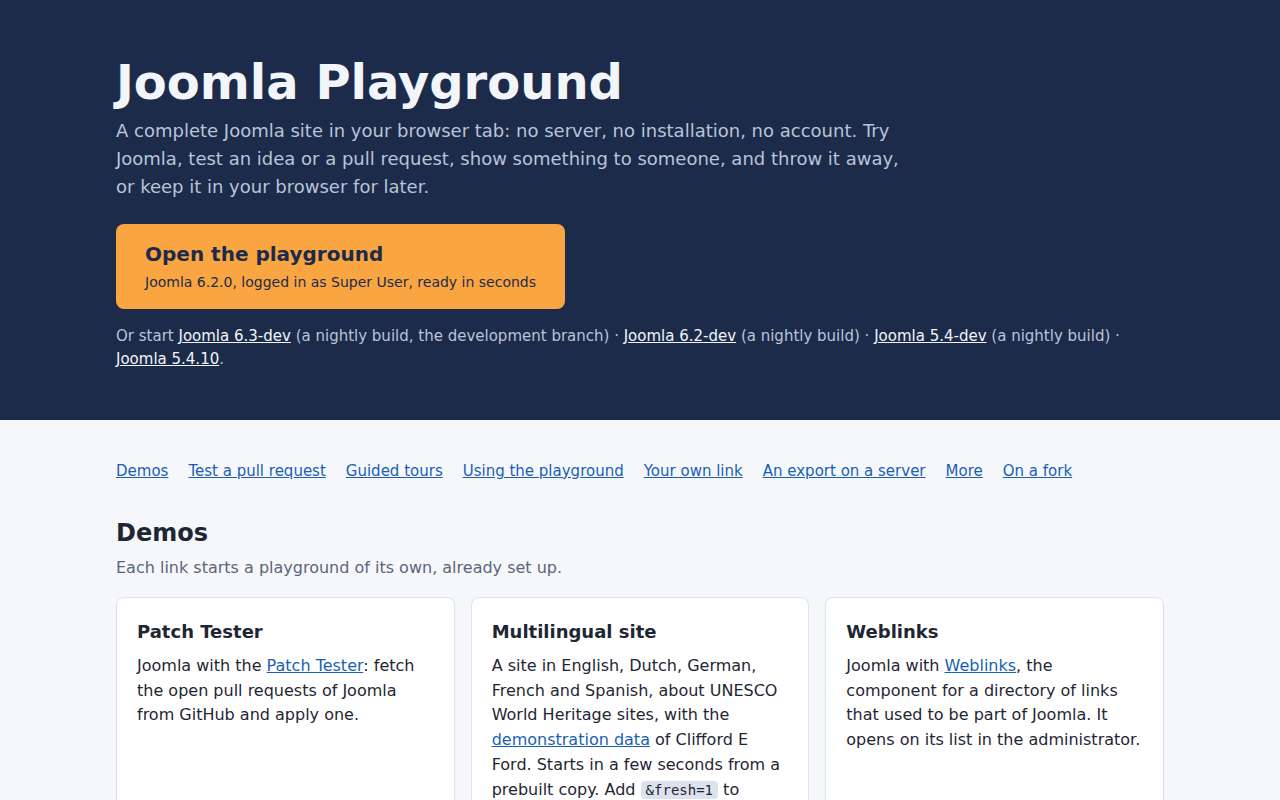 Joomla Playground
A complete Joomla site in your browser tab: no server, no installation, no account. Try
Joomla, test an idea or a pull request, show something to someone, and throw it away,
or keep it in your browser for later.
Open the playground
Joomla 6.2.0, logged in as Super User, ready in seconds
Or start Joomla 6.3-dev (a nightly build, the development branch) · Joomla 6.2-dev (a nightly build) · Joomla 5.4-dev (a nightly build) ·
Joomla 5.4.10.
Demos Test a pull request Guided tours Using the playground Your own link An export on a server More On a fork
Demos
Each link starts a playground of its own, already set up.
Patch Tester
Joomla with the Patch Tester: fetch
the open pull requests of Joomla
from GitHub and apply one.
Multilingual site
A site in English, Dutch, German,
French and Spanish, about UNESCO
World Heritage sites, with the
demonstration data of Clifford E
Ford. Starts in a few seconds from a
prebuilt copy. Add &fresh=1 to
Weblinks
Joomla with Weblinks, the
component for a directory of links
that used to be part of Joomla. It
opens on its list in the administrator.